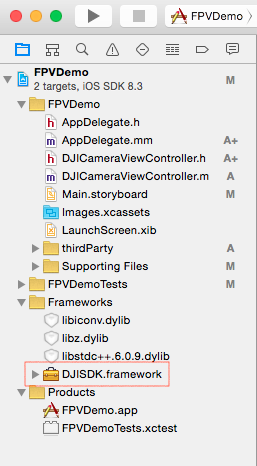 FPVDemo
FPVDemo
2 targets, iOS SDK 8.3
M
FPVDemo
AppDelegate.h
AppDelegate.mm
A+
DJICameraViewController.h
A+
DJICameraViewController.m
A
Main.storyboard
M
Images.xcassets
LaunchScreen.xib
thirdParty
A
Supporting Files
M
FPVDemoTests
M
Frameworks
libiconv.dylib
libz.dylib
libstdc++.6.0.9.dylib
DJISDK.framework
Products
FPVDemo.app
FPVDemoTests.xctest